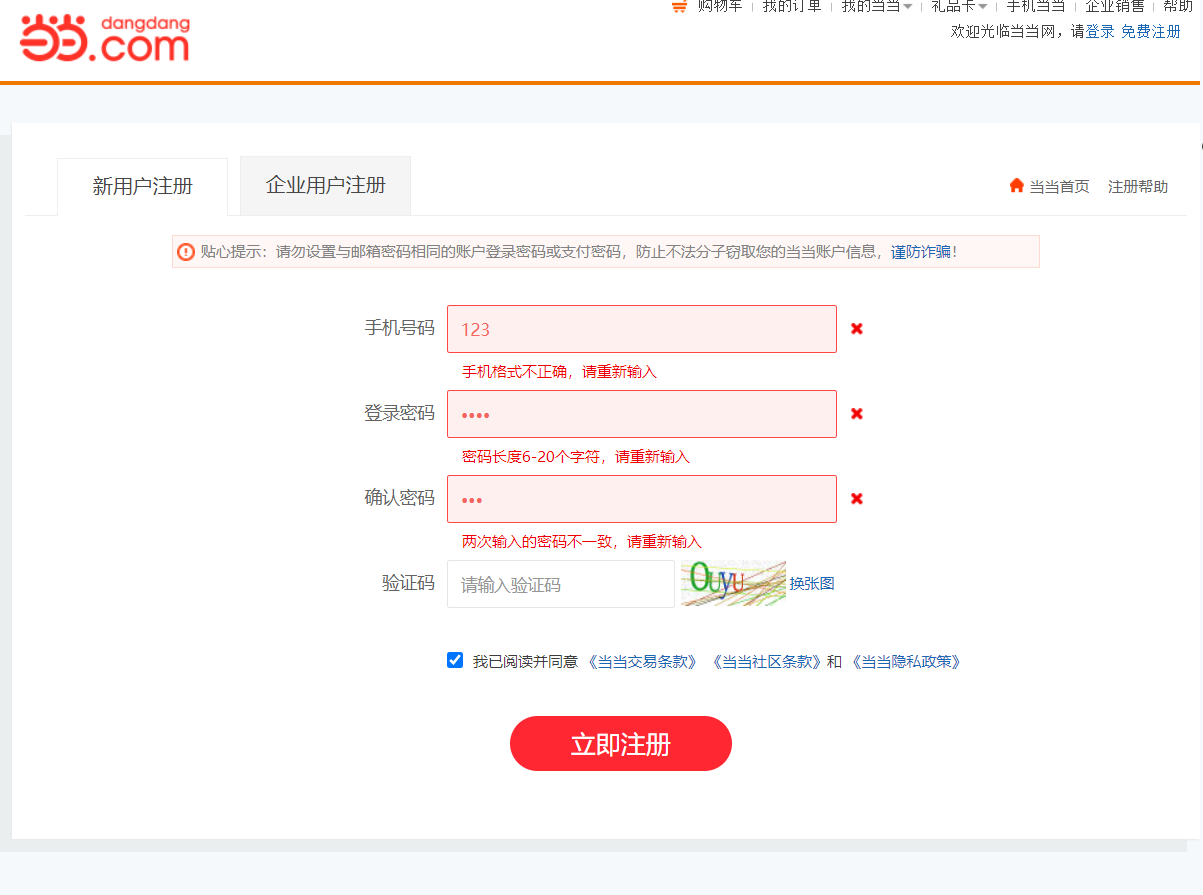 购物车 我的订单 我的当当 礼品卡 手机当当 企业销售 帮助
dangdang
当当.com
欢迎光临当当网，请登录 免费注册
新用户注册 企业用户注册 当当首页 注册帮助
贴心提示：请勿设置与邮箱密码相同的账户登录密码或支付密码，防止不法分子窃取您的当当账户信息，谨防诈骗！
手机号码 123
手机格式不正确，请重新输入
登录密码 ••••
密码长度6-20个字符，请重新输入
确认密码 •••
两次输入的密码不一致，请重新输入
验证码 请输入验证码 Ouyu 换张图
我已阅读并同意 《当当交易条款》 《当当社区条款》和 《当当隐私政策》
立即注册